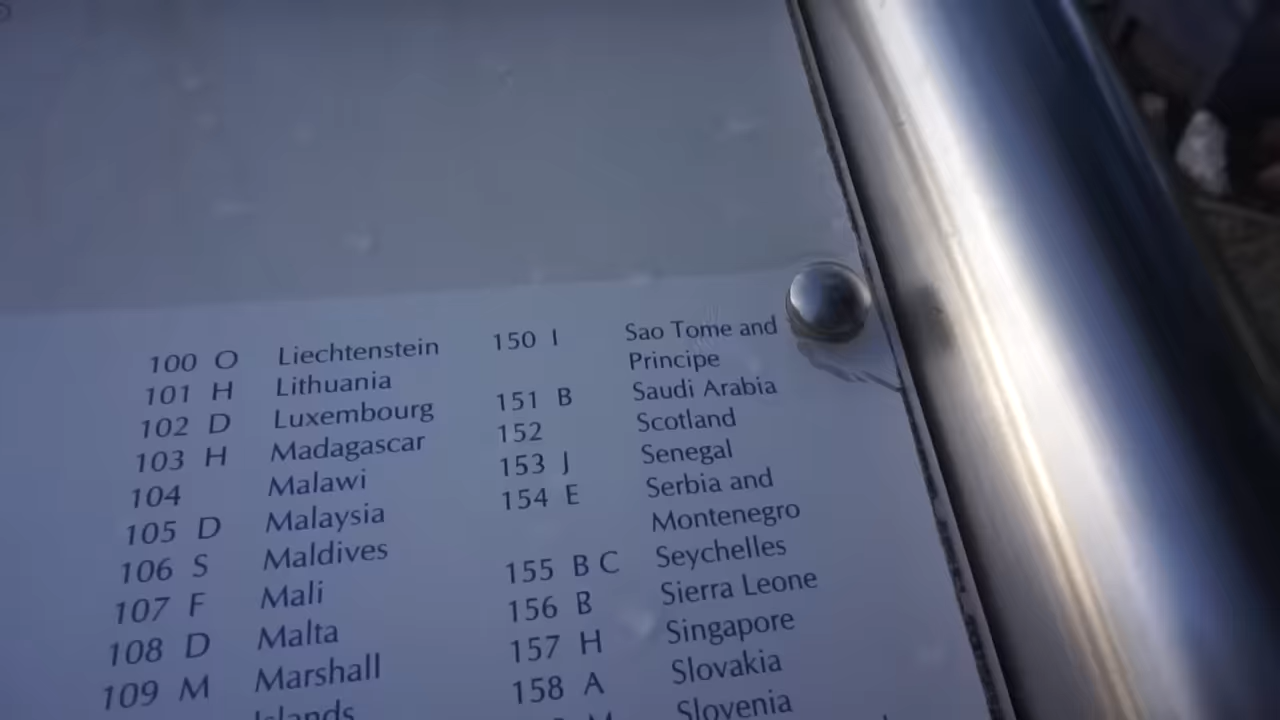 100 O Liechtenstein
101 H Lithuania
102 D Luxembourg
103 H Madagascar
104 Malawi
105 D Malaysia
106 S Maldives
107 F Mali
108 D Malta
109 M Marshall
Islands
150 I Sao Tome and
Principe
151 B Saudi Arabia
152 Scotland
153 J Senegal
154 E Serbia and
Montenegro
155 B C Seychelles
156 B Sierra Leone
157 H Singapore
158 A Slovakia
M Slovenia